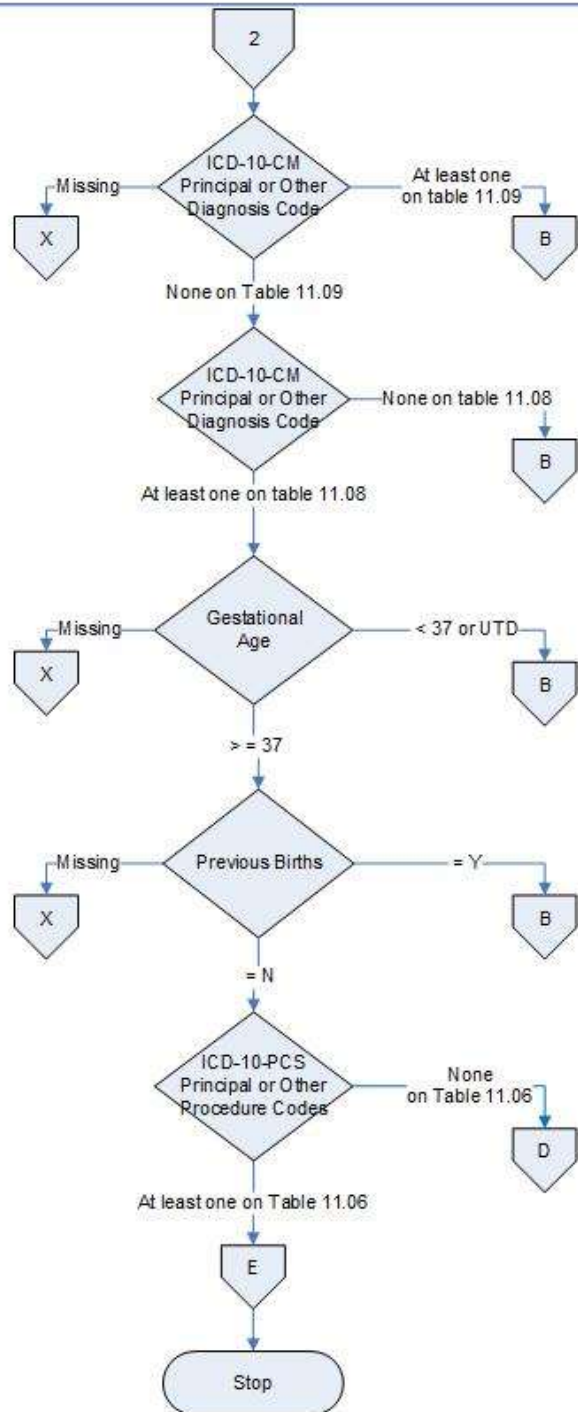 2
ICD-10-CM
Principal or Other
Diagnosis Code
Missing
At least one
on table 11.09
X
B
None on Table 11.09
ICD-10-CM
Principal or Other
Diagnosis Code
None on table 11.08
B
At least one on table 11.08
Gestational
Age
Missing
< 37 or UTD
X
B
> = 37
Previous Births
Missing
= Y
X
B
= N
ICD-10-PCS
Principal or Other
Procedure Codes
None
on Table 11.06
D
At least one on Table 11.06
E
Stop